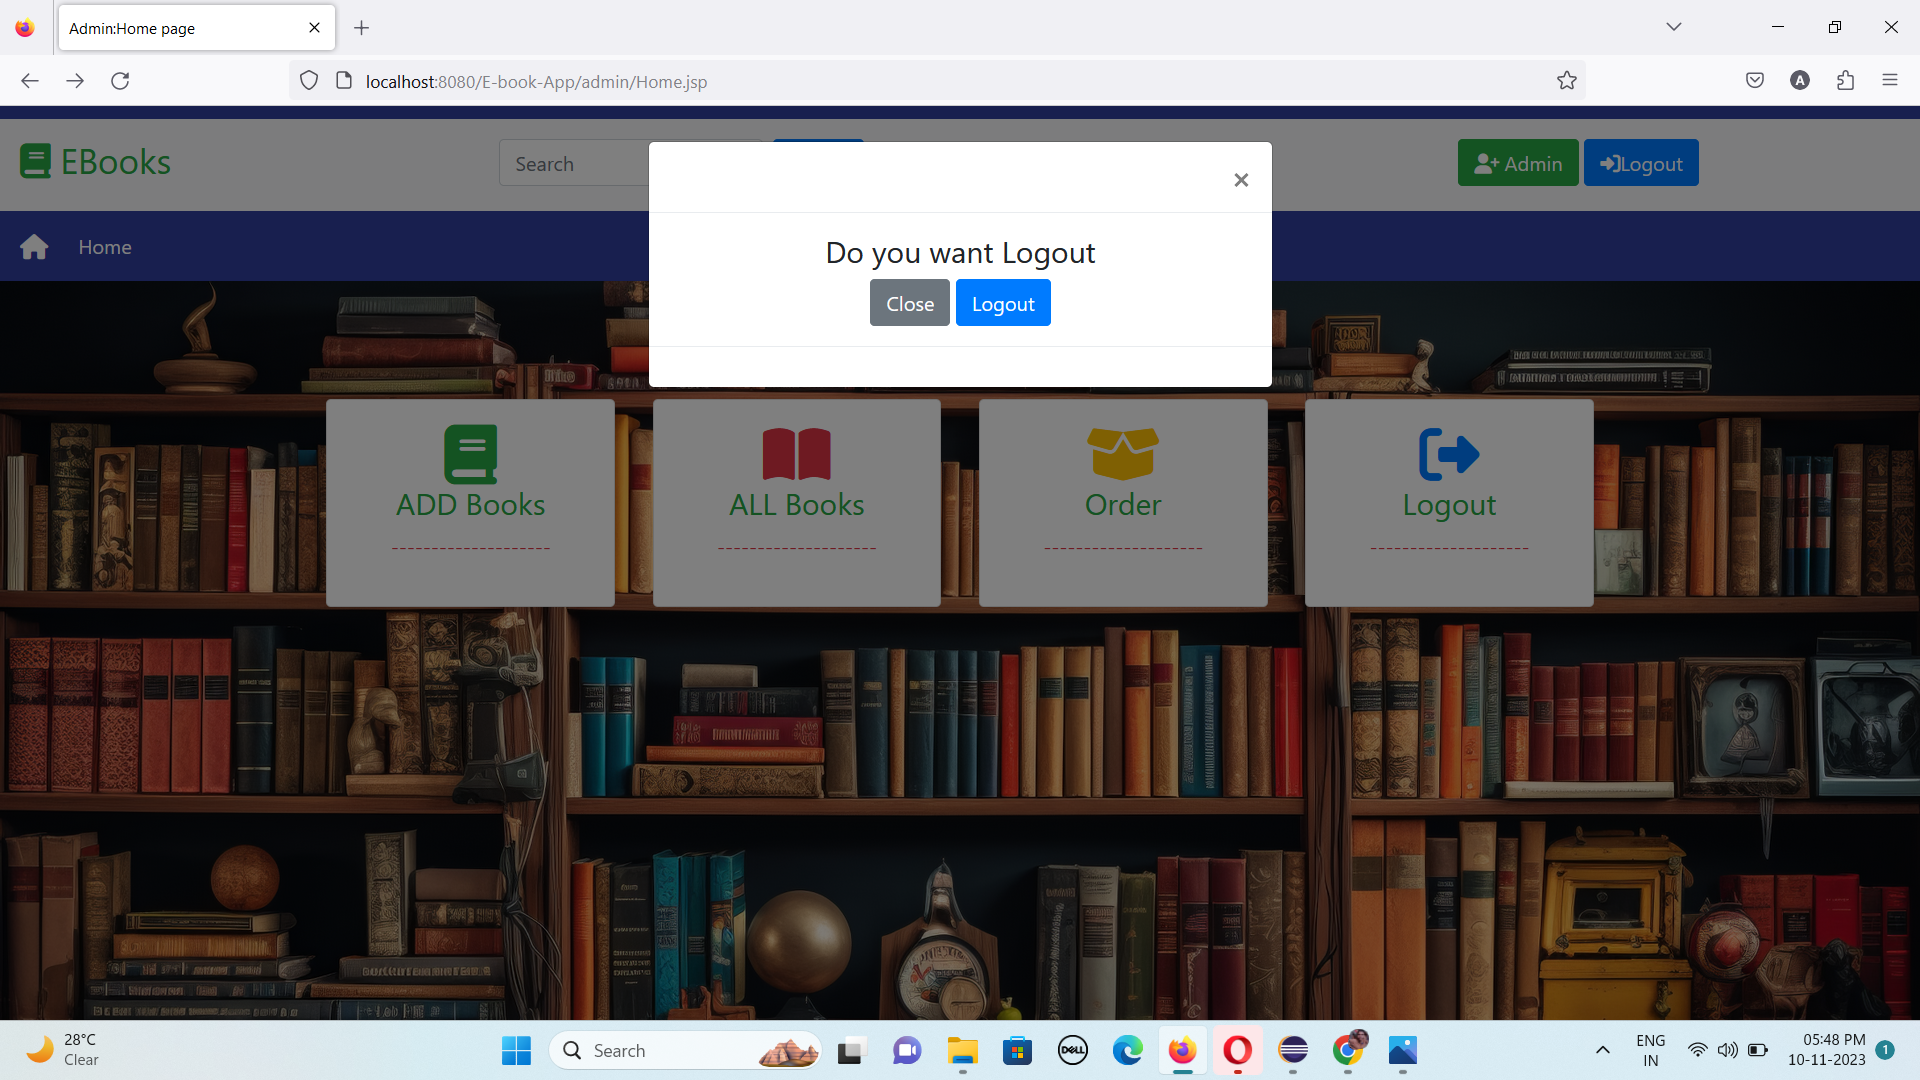 Admin:Home page
localhost:8080/E-book-App/admin/Home.jsp
EBooks
Search
Admin
Logout
Home
×
Do you want Logout
Close
Logout
ADD Books
--------------------
ALL Books
--------------------
Order
--------------------
Logout
--------------------
28°C
Clear
Search
DELL
ENG
IN
05:48 PM
10-11-2023
1